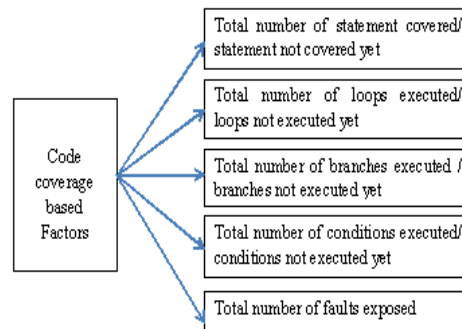 Total number of statement covered/
statement not covered yet
Total number of loops executed/
loops not executed yet
Code
coverage
based
Factors
Total number of branches executed /
branches not executed yet
Total number of conditions executed/
conditions not executed yet
Total number of faults exposed